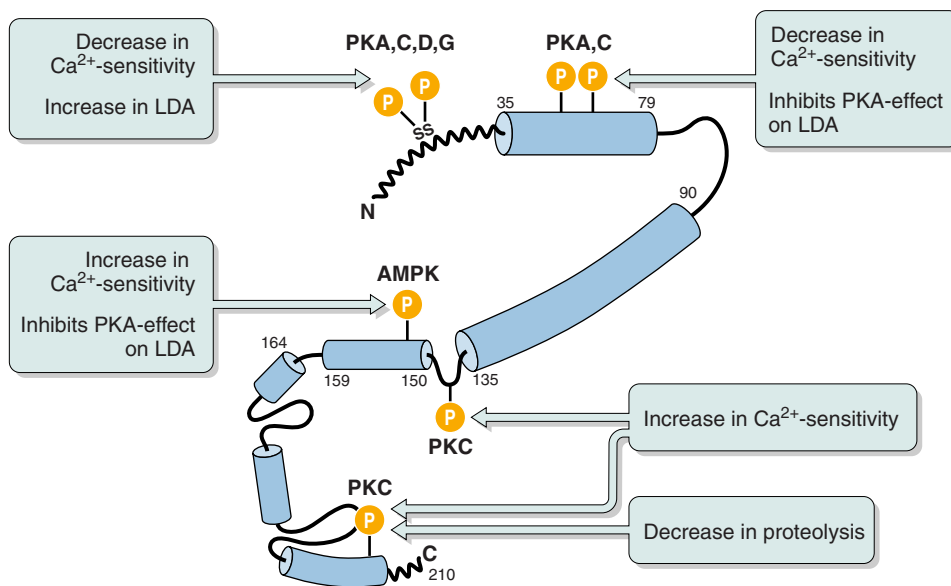 Decrease in
Ca²⁺-sensitivity
Increase in LDA
PKA,C,D,G
P
P
SS
N
PKA,C
P P
35
79
Decrease in
Ca²⁺-sensitivity
Inhibits PKA-effect
on LDA
90
Increase in
Ca²⁺-sensitivity
Inhibits PKA-effect
on LDA
AMPK
P
164
159
150
135
P
PKC
Increase in Ca²⁺-sensitivity
PKC
P
C
210
Decrease in proteolysis